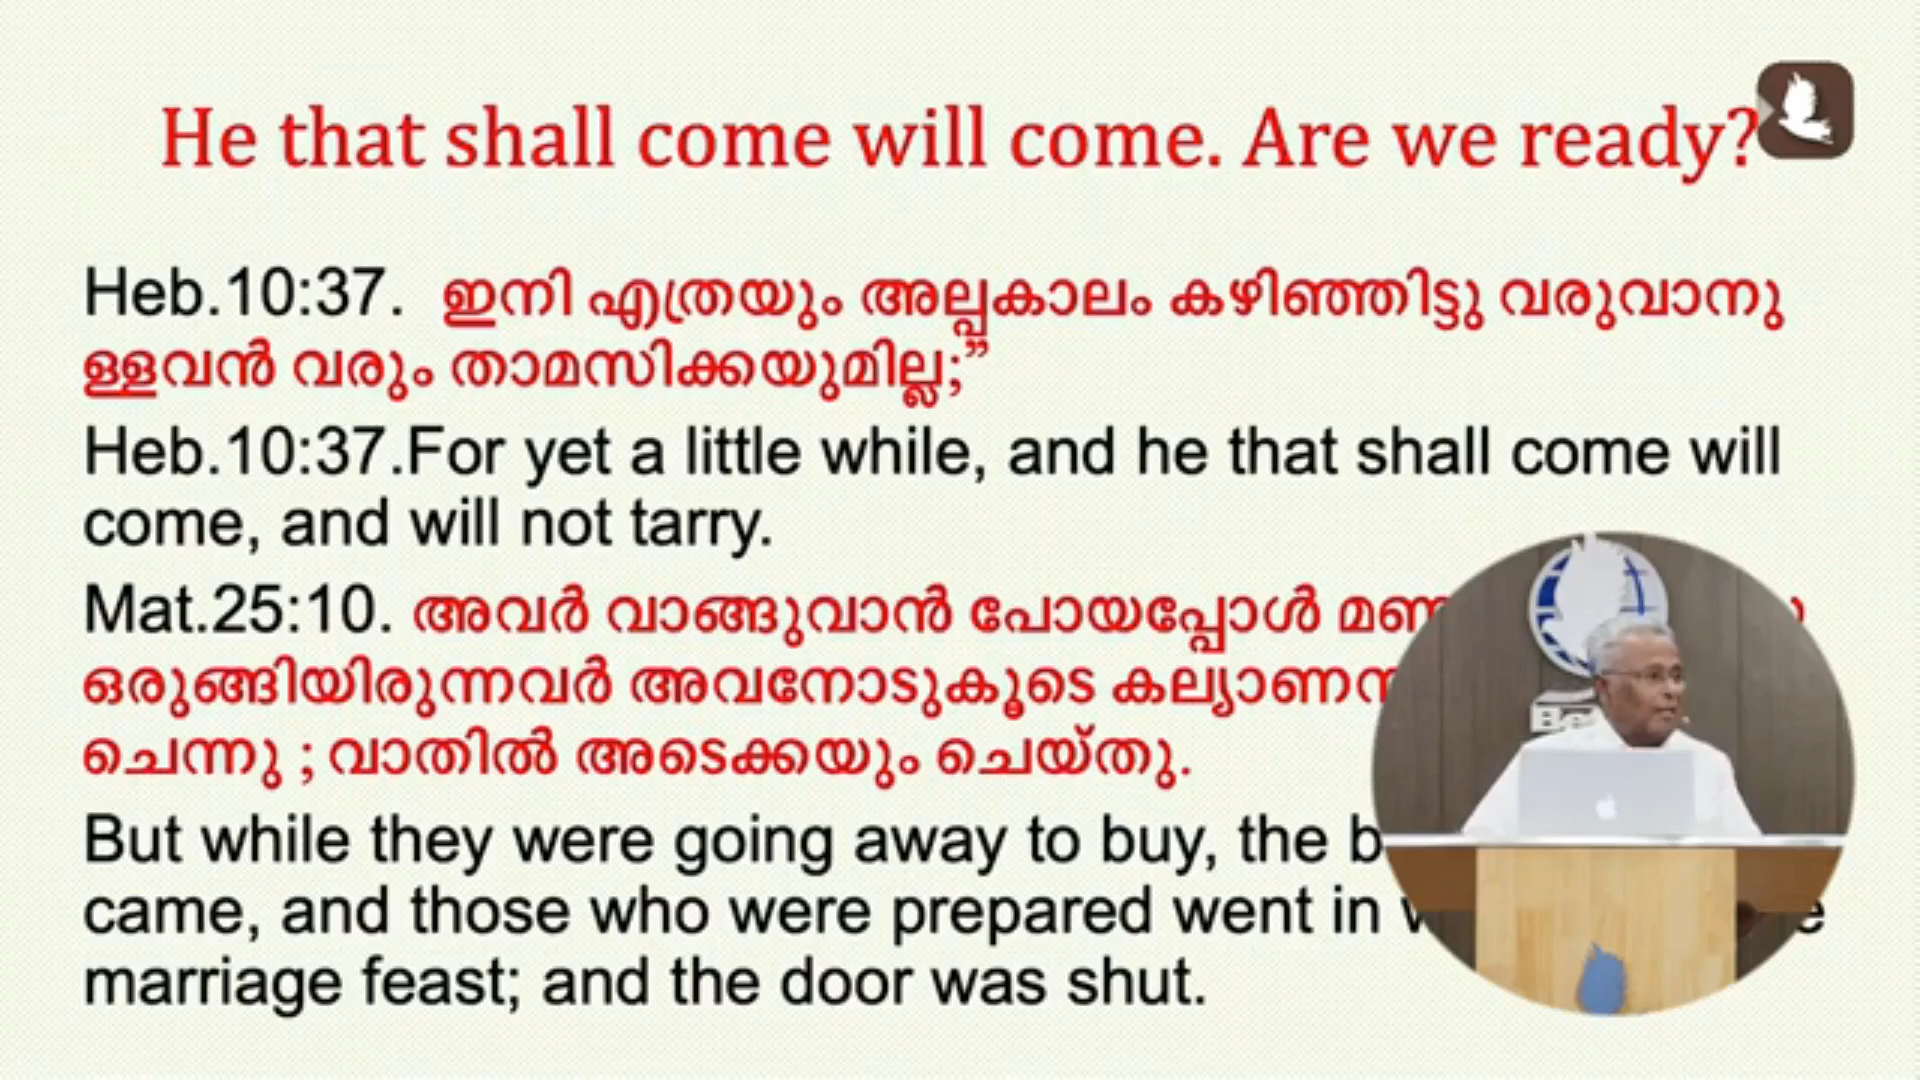 He that shall come will come. Are we ready?
Heb.10:37. ഇനി എത്രയും അല്പകാലം കഴിഞ്ഞിട്ടു വരുവാനു
ള്ളവൻ വരും താമസിക്കയുമില്ല;”
Heb.10:37.For yet a little while, and he that shall come will
come, and will not tarry.
Mat.25:10. അവർ വാങ്ങുവാൻ പോയപ്പോൾ
ഒരുങ്ങിയിരുന്നവർ അവനോടുകൂടെ
ചെന്നു ; വാതിൽ അടെക്കയും ചെയ്തു.
But while they were going away to buy, the
came, and those who were prepared went in
marriage feast; and the door was shut.